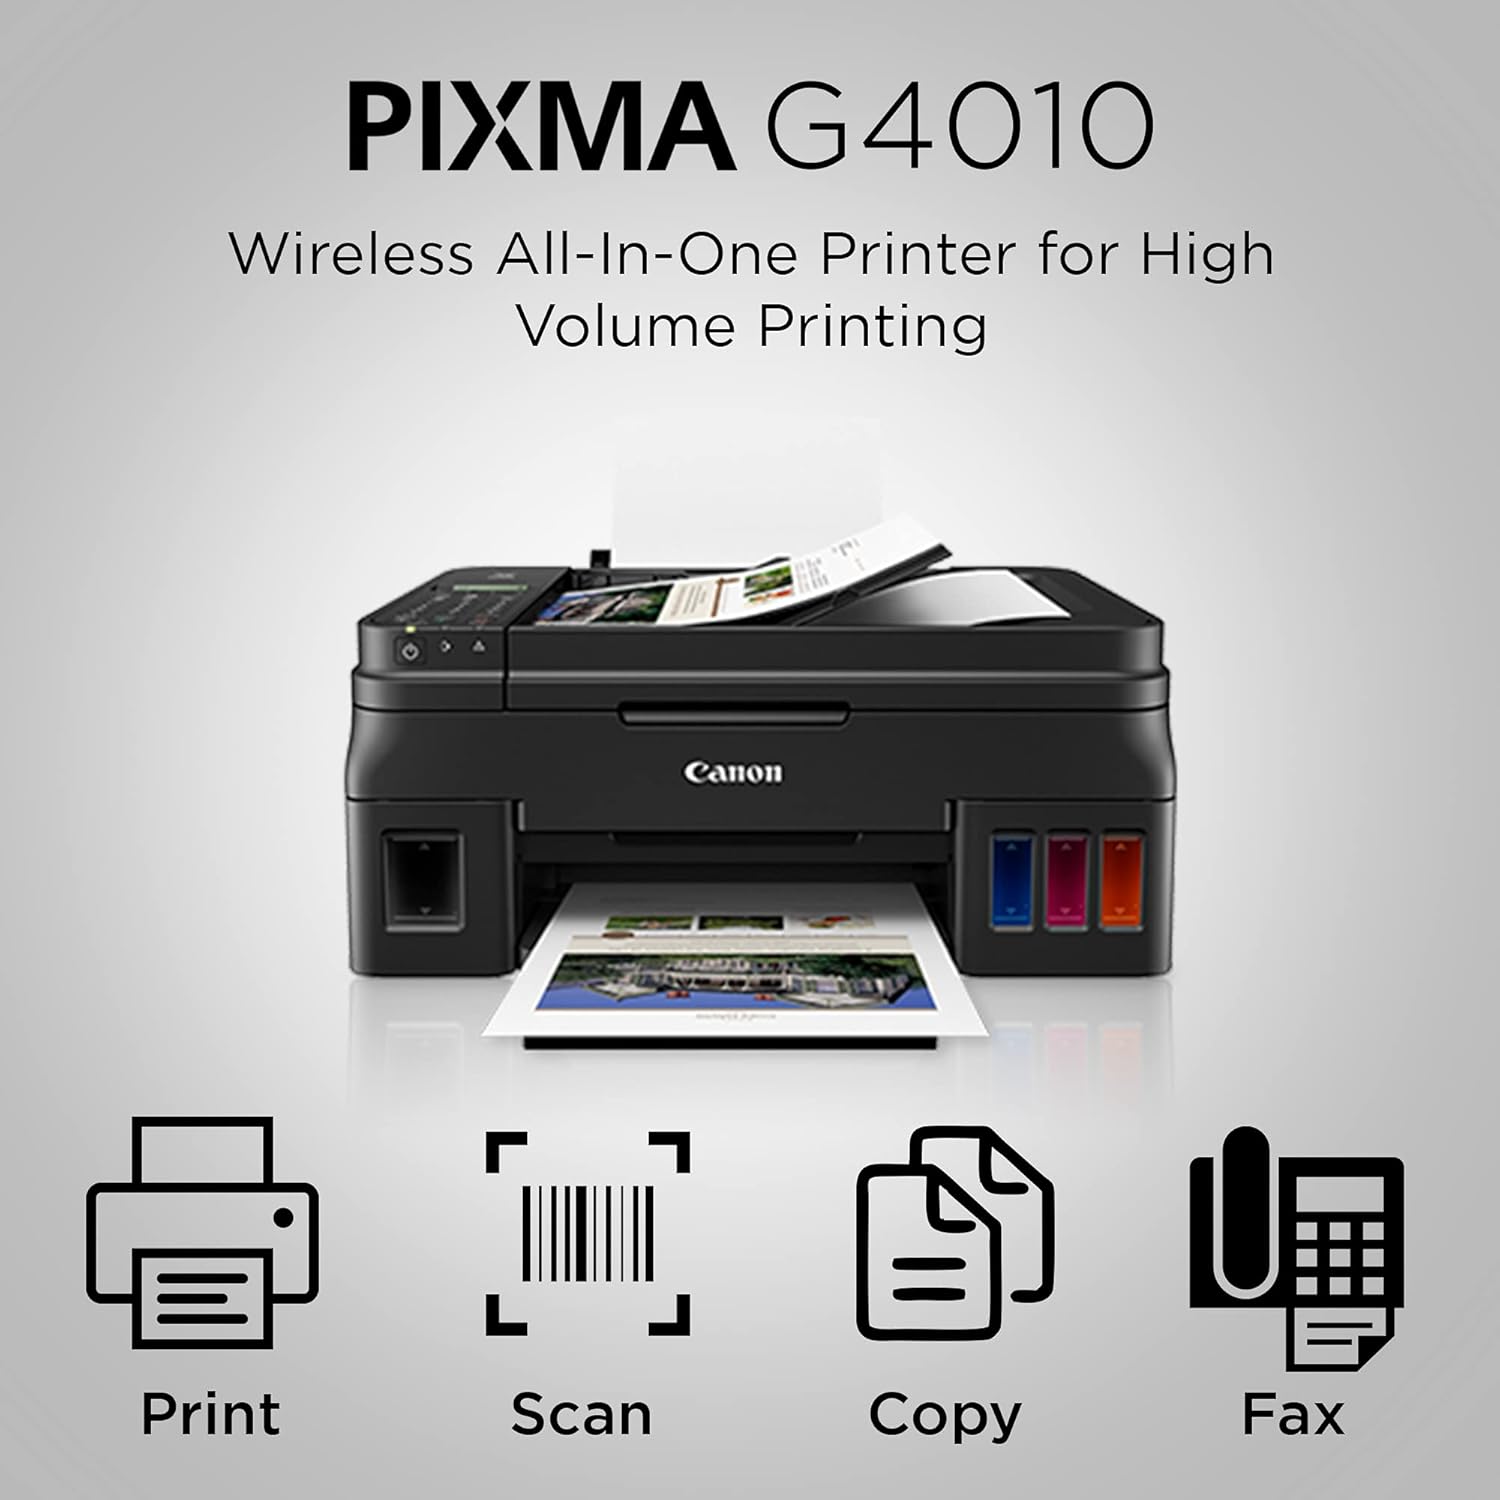 PIXMA G4010
Wireless All-In-One Printer for High
Volume Printing
Canon
Print
Scan
Copy
Fax